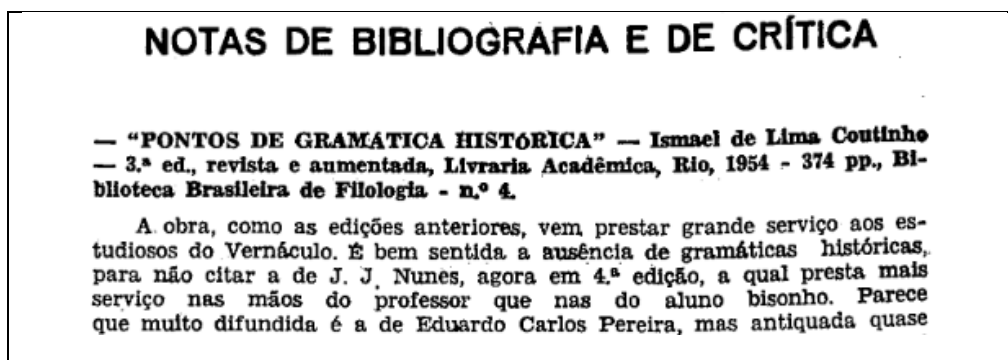 NOTAS DE BIBLIOGRAFIA E DE CRÍTICA
— "PONTOS DE GRAMÁTICA HISTÓRICA" — Ismael de Lima Coutinho
— 3.ª ed., revista e aumentada, Livraria Acadêmica, Rio, 1954 - 374 pp., Bi-
blioteca Brasileira de Filologia - n.º 4.
A obra, como as edições anteriores, vem prestar grande serviço aos es-
tudiosos do Vernáculo. É bem sentida a ausência de gramáticas históricas,
para não citar a de J. J. Nunes, agora em 4.ª edição, a qual presta mais
serviço nas mãos do professor que nas do aluno bisonho. Parece
que muito difundida é a de Eduardo Carlos Pereira, mas antiquada quase